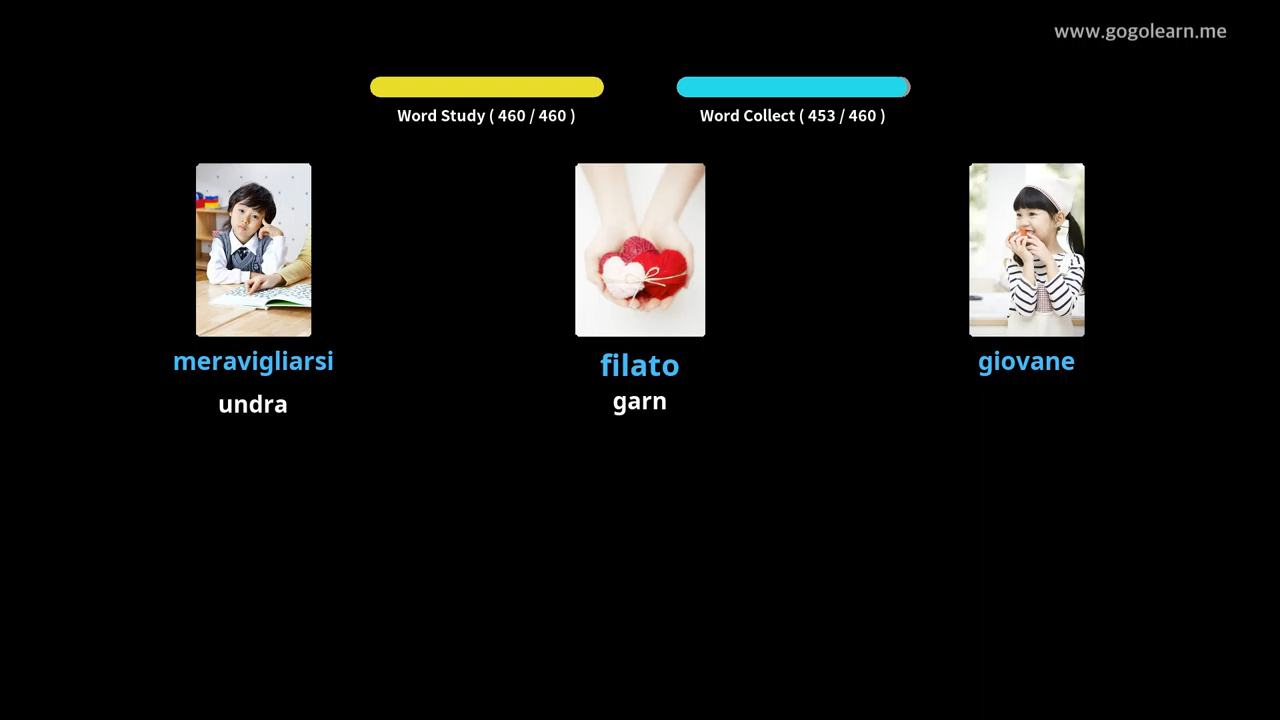 www.gogolearn.me
Word Study ( 460 / 460 )
Word Collect ( 453 / 460 )
meravigliarsi
filato
giovane
undra
garn